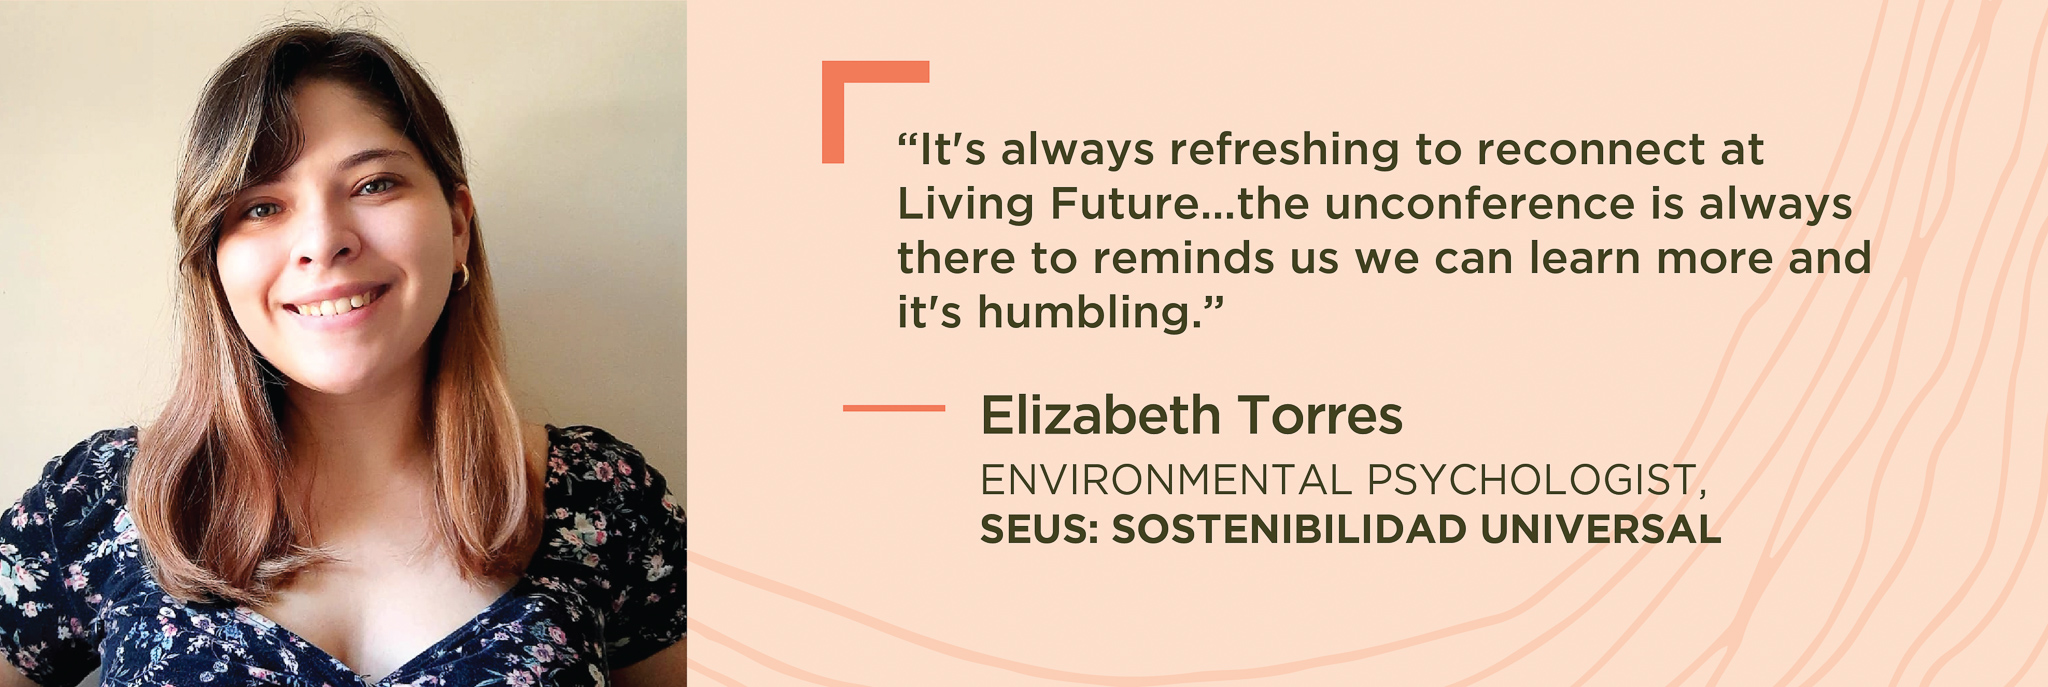 “It's always refreshing to reconnect at
Living Future...the unconference is always
there to reminds us we can learn more and
it's humbling.”
Elizabeth Torres
ENVIRONMENTAL PSYCHOLOGIST,
SEUS: SOSTENIBILIDAD UNIVERSAL